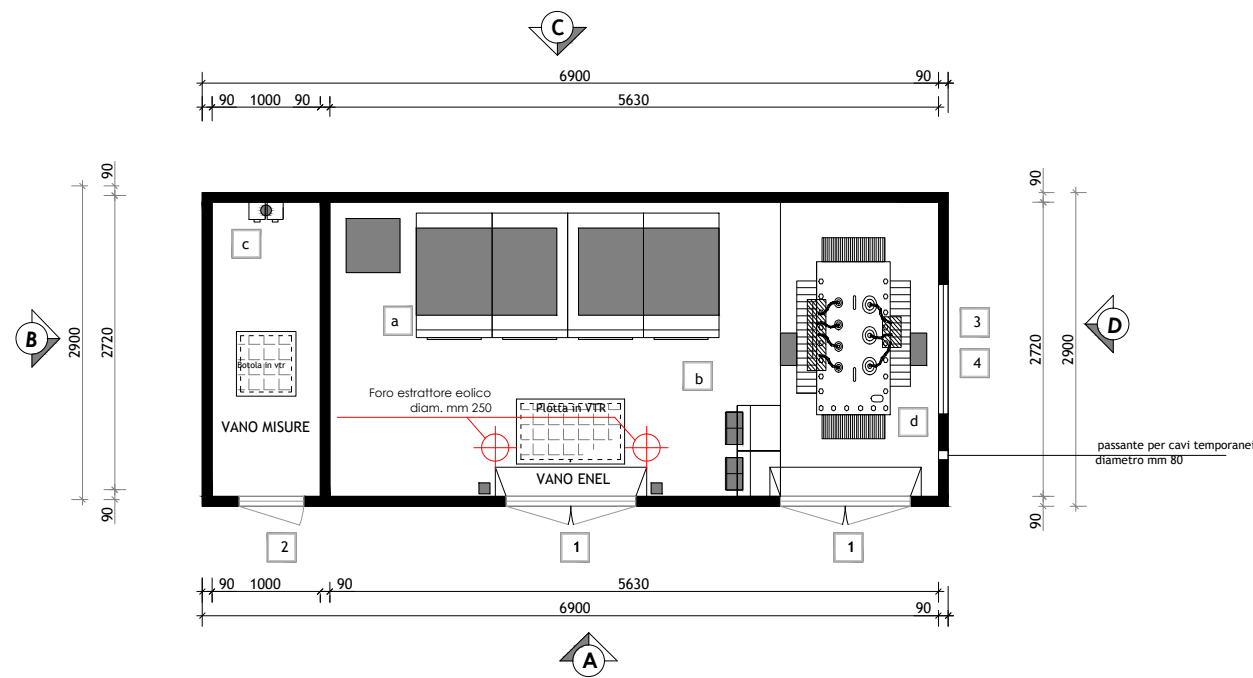 C
6900
90
90
1000
90
5630
90
90
90
90
2900
2720
2720
2900
c
a
b
d
3
4
B
D
Botola in vtr
Foro estrattore eolico
diam. mm 250
Plotta in VTR
VANO MISURE
VANO ENEL
passante per cavi temporanei
diametro mm 80
2
1
1
90
1000
90
5630
6900
90
A